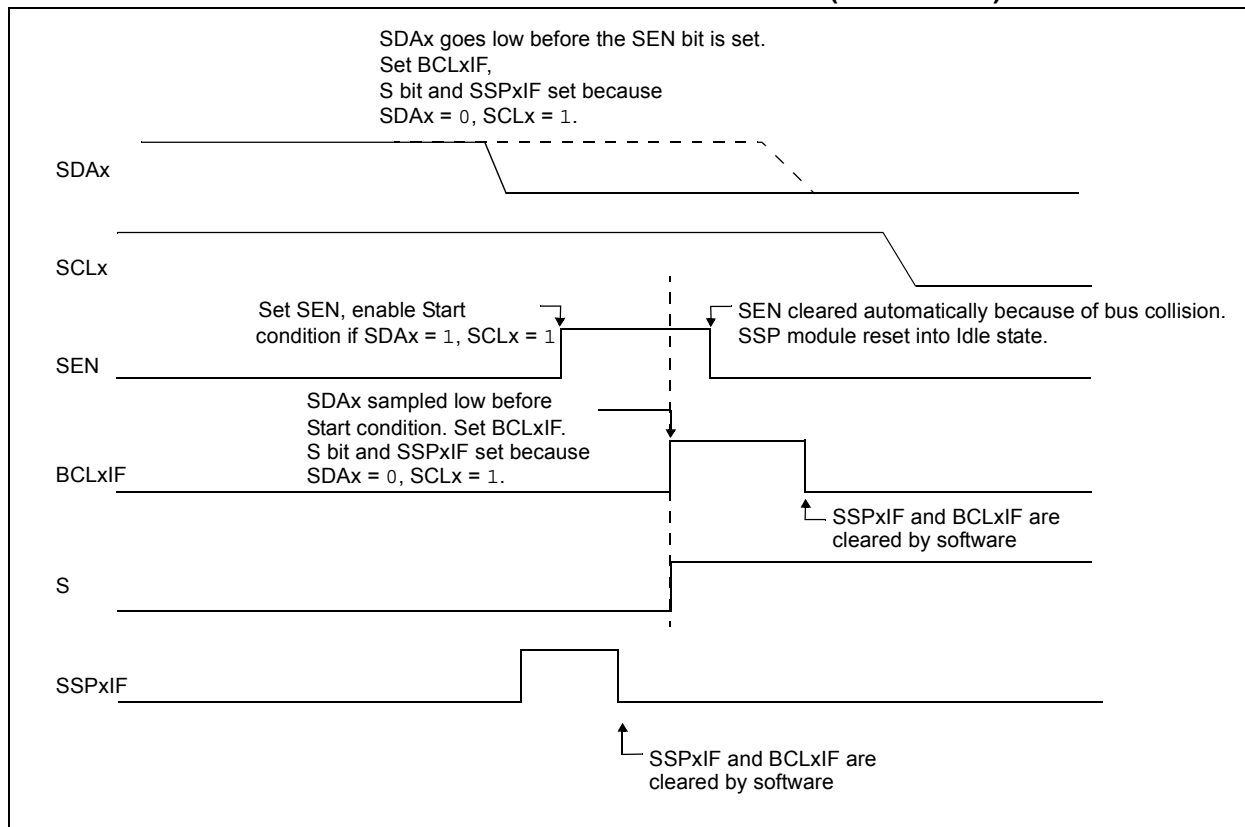 SDAx goes low before the SEN bit is set.
Set BCLxIF,
S bit and SSPxIF set because
SDAx = 0, SCLx = 1.
SDAx
SCLx
Set SEN, enable Start
condition if SDAx = 1, SCLx = 1
SEN cleared automatically because of bus collision.
SSP module reset into Idle state.
SEN
SDAx sampled low before
Start condition. Set BCLxIF.
S bit and SSPxIF set because
SDAx = 0, SCLx = 1.
BCLxIF
SSPxIF and BCLxIF are
cleared by software
S
SSPxIF
SSPxIF and BCLxIF are
cleared by software